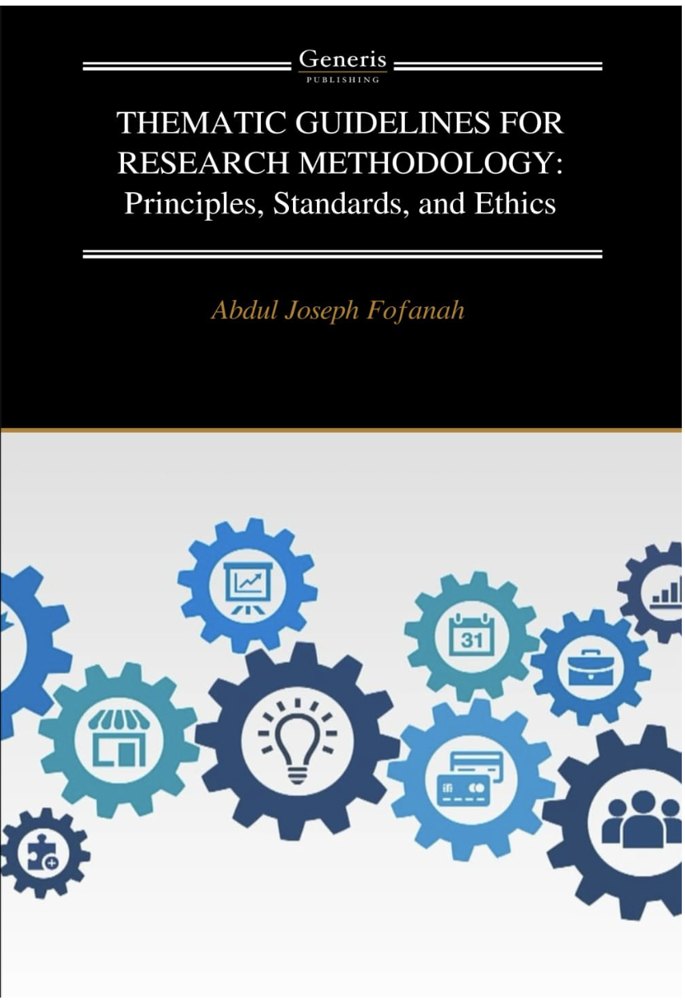 Generis
PUBLISHING
THEMATIC GUIDELINES FOR
RESEARCH METHODOLOGY:
Principles, Standards, and Ethics
Abdul Joseph Fofanah
31